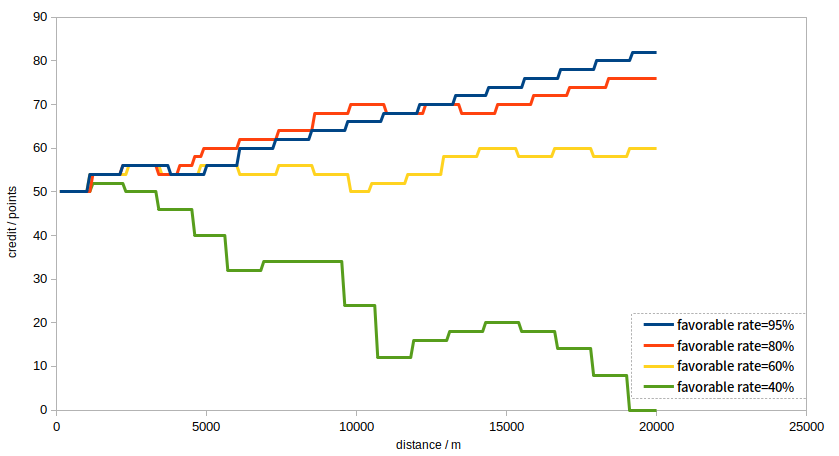 90
80
70
60
50
40
30
20
10
0
credit / points
0 5000 10000 15000 20000 25000
distance / m
favorable rate=95%
favorable rate=80%
favorable rate=60%
favorable rate=40%